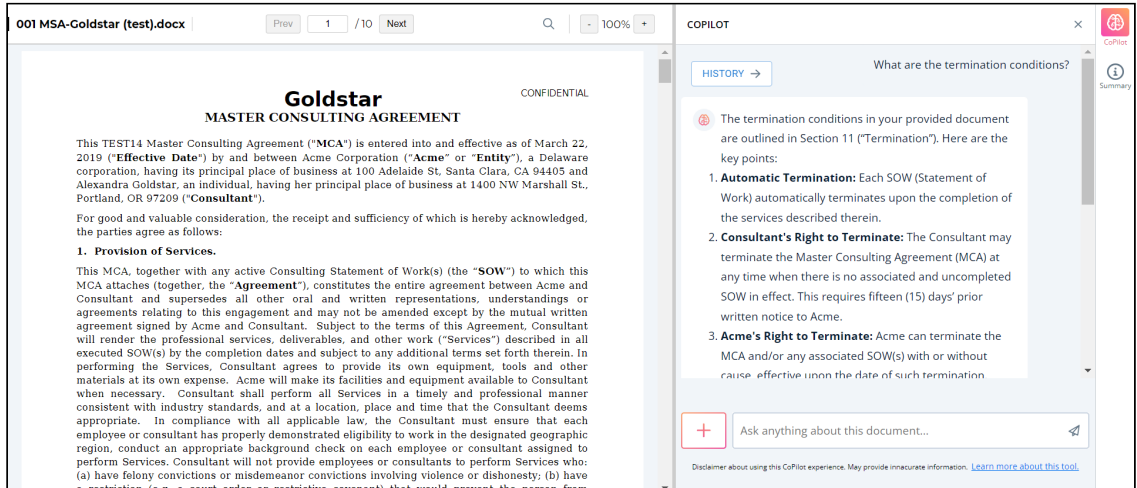 001 MSA-Goldstar (test).docx
Prev 1 / 10 Next
- 100% +
CONFIDENTIAL
Goldstar
MASTER CONSULTING AGREEMENT
This TEST14 Master Consulting Agreement ("MCA") is entered into and effective as of March 22,
2019 ("Effective Date") by and between Acme Corporation (“Acme” or “Entity”), a Delaware
corporation, having its principal place of business at 100 Adelaide St, Santa Clara, CA 94405 and
Alexandra Goldstar, an individual, having her principal place of business at 1400 NW Marshall St.,
Portland, OR 97209 ("Consultant").
For good and valuable consideration, the receipt and sufficiency of which is hereby acknowledged,
the parties agree as follows:
1. Provision of Services.
This MCA, together with any active Consulting Statement of Work(s) (the “SOW”) to which this
MCA attaches (together, the “Agreement”), constitutes the entire agreement between Acme and
Consultant and supersedes all other oral and written representations, understandings or
agreements relating to this engagement and may not be amended except by the mutual written
agreement signed by Acme and Consultant. Subject to the terms of this Agreement, Consultant
will render the professional services, deliverables, and other work (“Services”) described in all
executed SOW(s) by the completion dates and subject to any additional terms set forth therein. In
performing the Services, Consultant agrees to provide its own equipment, tools and other
materials at its own expense. Acme will make its facilities and equipment available to Consultant
when necessary. Consultant shall perform all Services in a timely and professional manner
consistent with industry standards, and at a location, place and time that the Consultant deems
appropriate. In compliance with all applicable law, the Consultant must ensure that each
employee or consultant has properly demonstrated eligibility to work in the designated geographic
region, conduct an appropriate background check on each employee or consultant assigned to
perform Services. Consultant will not provide employees or consultants to perform Services who:
(a) have felony convictions or misdemeanor convictions involving violence or dishonesty; (b) have
a restriction (e.g. a court order or restrictive covenant) that would prevent the person from
COPILOT
HISTORY
What are the termination conditions?
The termination conditions in your provided document
are outlined in Section 11 (“Termination”). Here are the
key points:
1. Automatic Termination: Each SOW (Statement of
Work) automatically terminates upon the completion of
the services described therein.
2. Consultant's Right to Terminate: The Consultant may
terminate the Master Consulting Agreement (MCA) at
any time when there is no associated and uncompleted
SOW in effect. This requires fifteen (15) days’ prior
written notice to Acme.
3. Acme's Right to Terminate: Acme can terminate the
MCA and/or any associated SOW(s) with or without
cause, effective upon the date of such termination
Ask anything about this document...
Disclaimer about using this CoPilot experience. May provide innacurate information. Learn more about this tool.
CoPilot
Summary